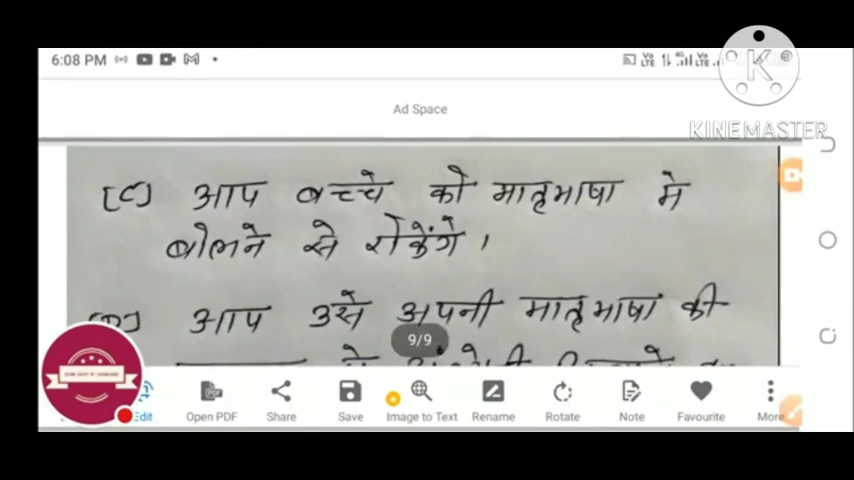 6:08 PM
KINEMASTER
Ad Space
[C] आप बच्चे को मातृभाषा मे
बोलने से रोकेंगे ।
आप उसे अपनी मातृभाषा की
9/9
Edit
Open PDF
Share
Save
Image to Text
Rename
Rotate
Note
Favourite
More